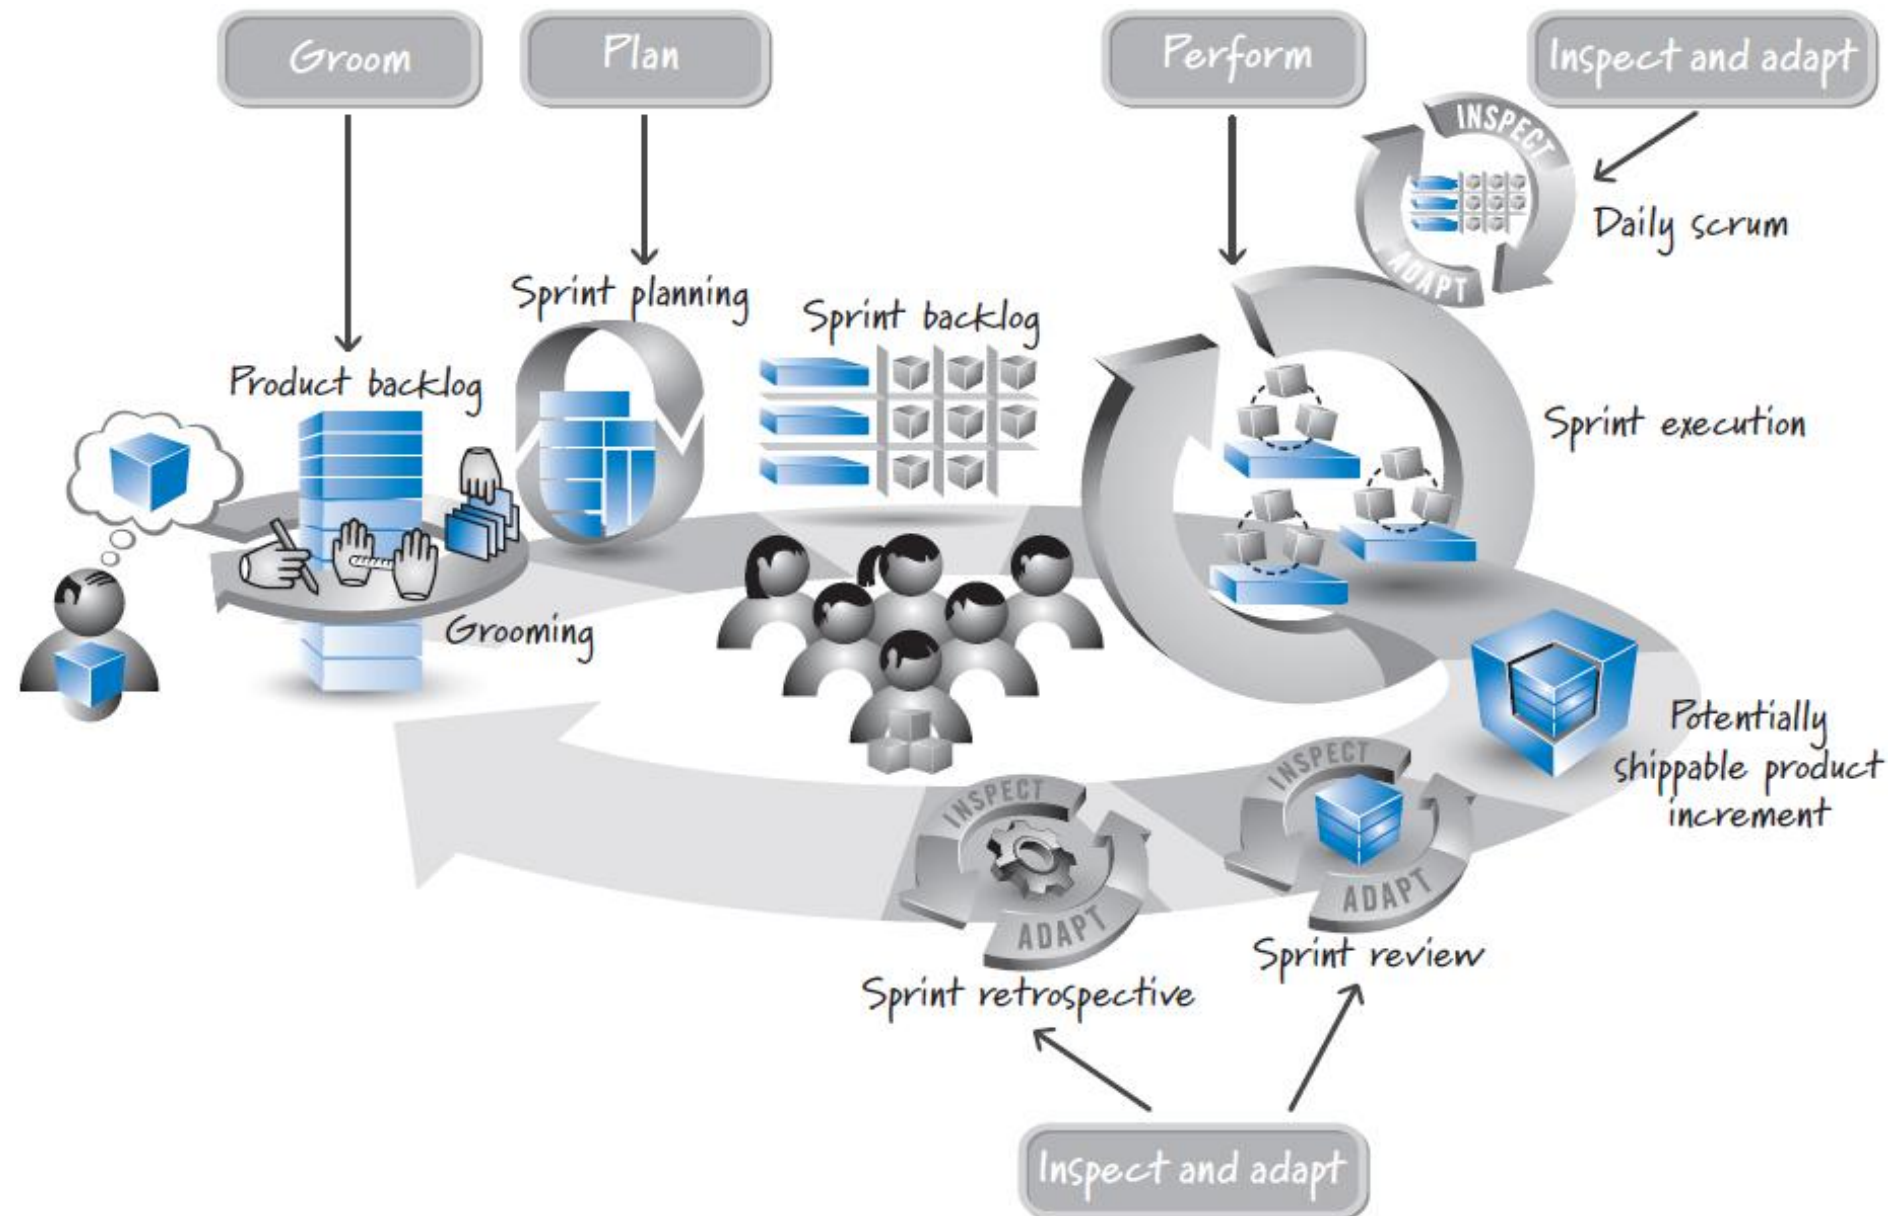 Groom
Plan
Perform
Inspect and adapt
INSPECT
ADAPT
Daily scrum
Sprint planning
Sprint backlog
Product backlog
Sprint execution
Grooming
Potentially
shippable product
increment
INSPECT
ADAPT
Sprint review
INSPECT
ADAPT
Sprint retrospective
Inspect and adapt